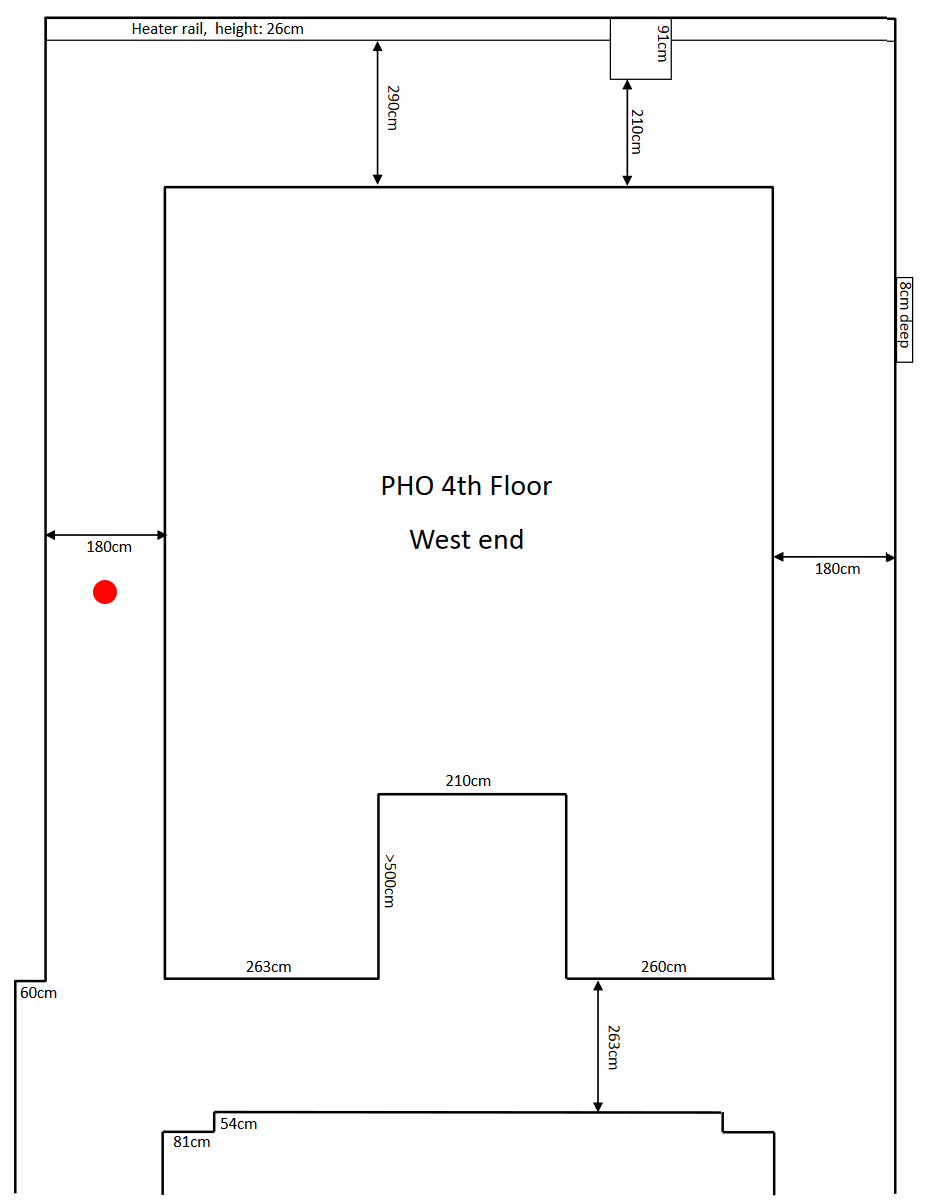 Heater rail,  height: 26cm
91cm
290cm
210cm
8cm deep
PHO 4th Floor
West end
180cm
180cm
210cm
>500cm
263cm
260cm
60cm
263cm
54cm
81cm